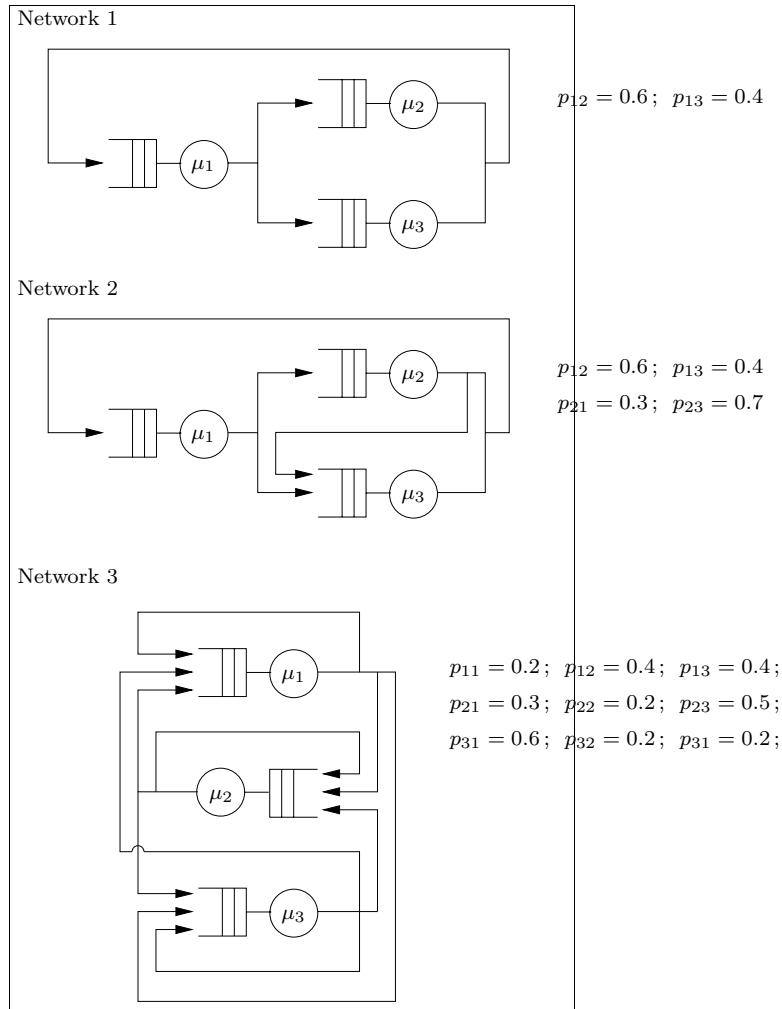 Network 1
μ2
p12 = 0.6 ; p13 = 0.4
μ1
μ3
Network 2
μ2
p12 = 0.6 ; p13 = 0.4
p21 = 0.3 ; p23 = 0.7
μ1
μ3
Network 3
μ1
p11 = 0.2 ; p12 = 0.4 ; p13 = 0.4 ;
p21 = 0.3 ; p22 = 0.2 ; p23 = 0.5 ;
p31 = 0.6 ; p32 = 0.2 ; p31 = 0.2 ;
μ2
μ3